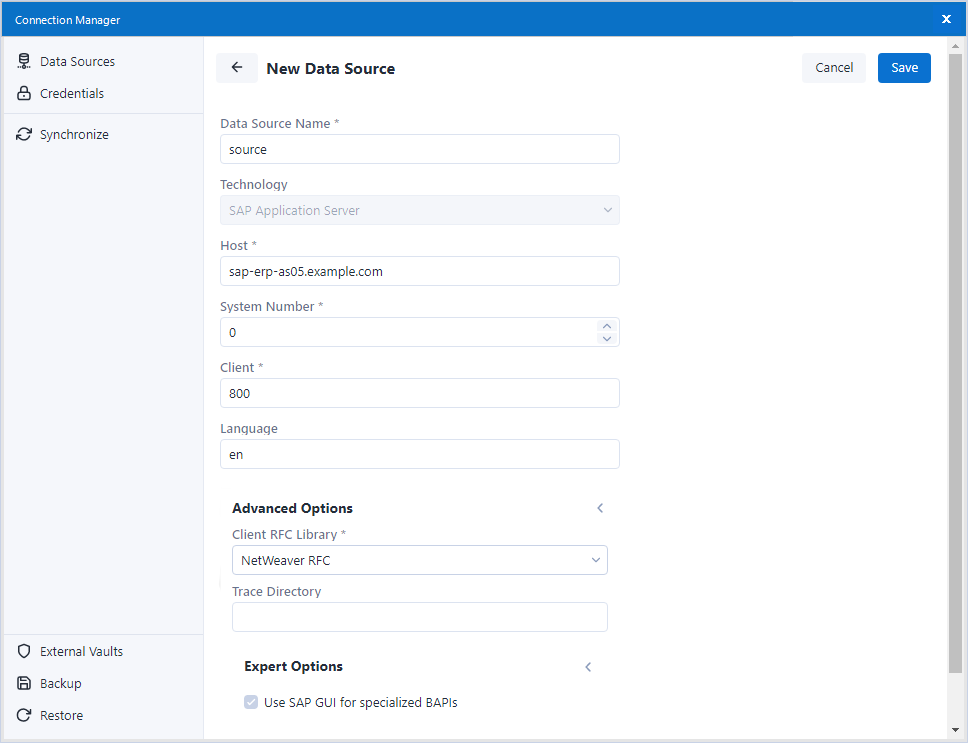 Connection Manager
Data Sources
Credentials
Synchronize
External Vaults
Backup
Restore
New Data Source
Cancel
Save
Data Source Name *
source
Technology
SAP Application Server
Host *
sap-erp-as05.example.com
System Number *
0
Client *
800
Language
en
Advanced Options
Client RFC Library *
NetWeaver RFC
Trace Directory
Expert Options
Use SAP GUI for specialized BAPIs